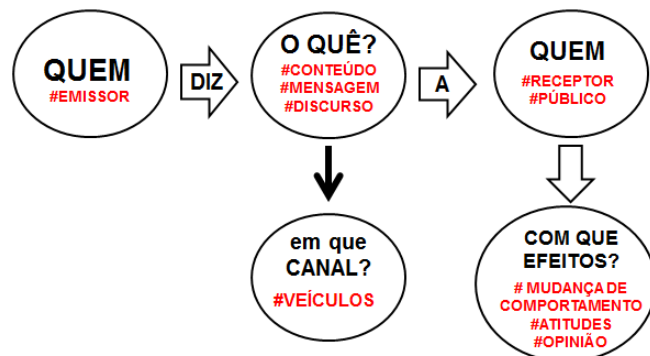 QUEM
#EMISSOR
DIZ
O QUÊ?
#CONTEÚDO
#MENSAGEM
#DISCURSO
A
QUEM
#RECEPTOR
#PÚBLICO
em que
CANAL?
#VEÍCULOS
COM QUE
EFEITOS?
# MUDANÇA DE
COMPORTAMENTO
#ATITUDES
#OPINIÃO